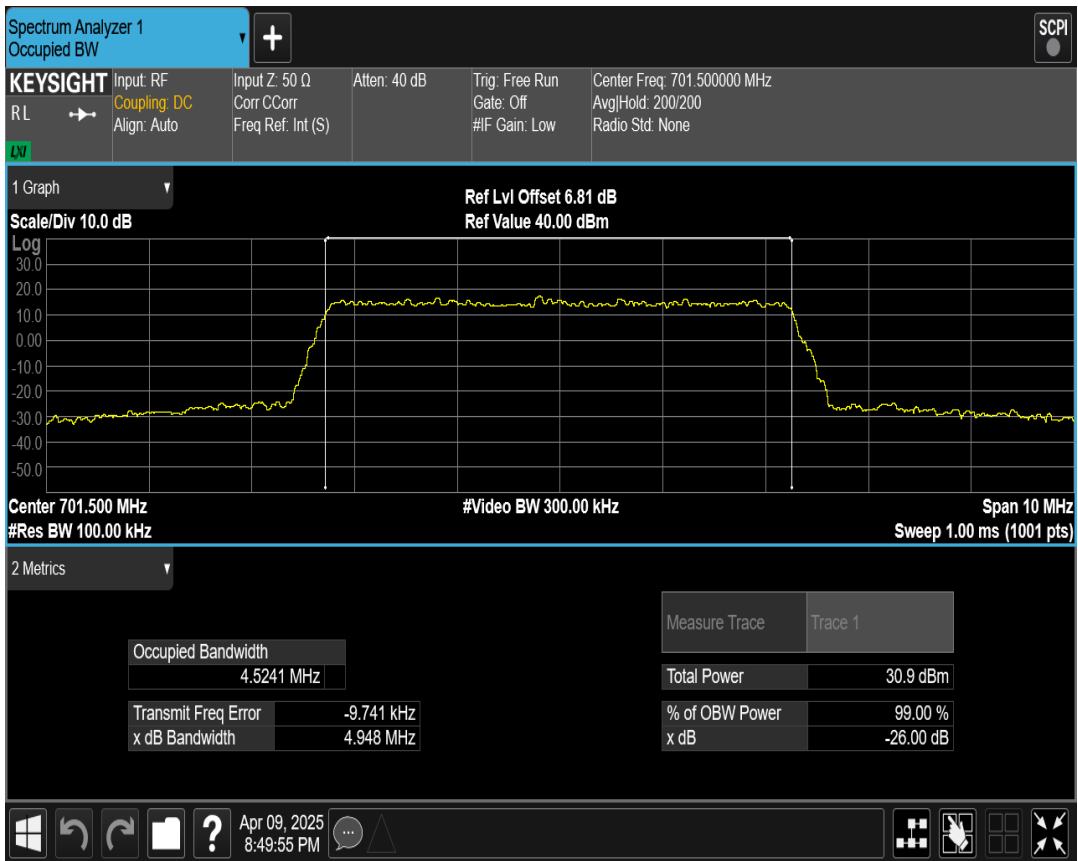 Spectrum Analyzer 1
Occupied BW
+
SCPI
KEYSIGHT
R L
LXI
Input: RF
Coupling: DC
Align: Auto
Input Z: 50 Ω
Corr CCorr
Freq Ref: Int (S)
Atten: 40 dB
Trig: Free Run
Gate: Off
#IF Gain: Low
Center Freq: 701.500000 MHz
Avg|Hold: 200/200
Radio Std: None
1 Graph
Ref Lvl Offset 6.81 dB
Scale/Div 10.0 dB
Ref Value 40.00 dBm
Log
30.0
20.0
10.0
0.00
-10.0
-20.0
-30.0
-40.0
-50.0
Center 701.500 MHz
#Video BW 300.00 kHz
Span 10 MHz
#Res BW 100.00 kHz
Sweep 1.00 ms (1001 pts)
2 Metrics
Measure Trace Trace 1
Occupied Bandwidth
4.5241 MHz
Total Power 30.9 dBm
Transmit Freq Error -9.741 kHz
% of OBW Power 99.00 %
x dB Bandwidth 4.948 MHz
x dB -26.00 dB
?
Apr 09, 2025
8:49:55 PM